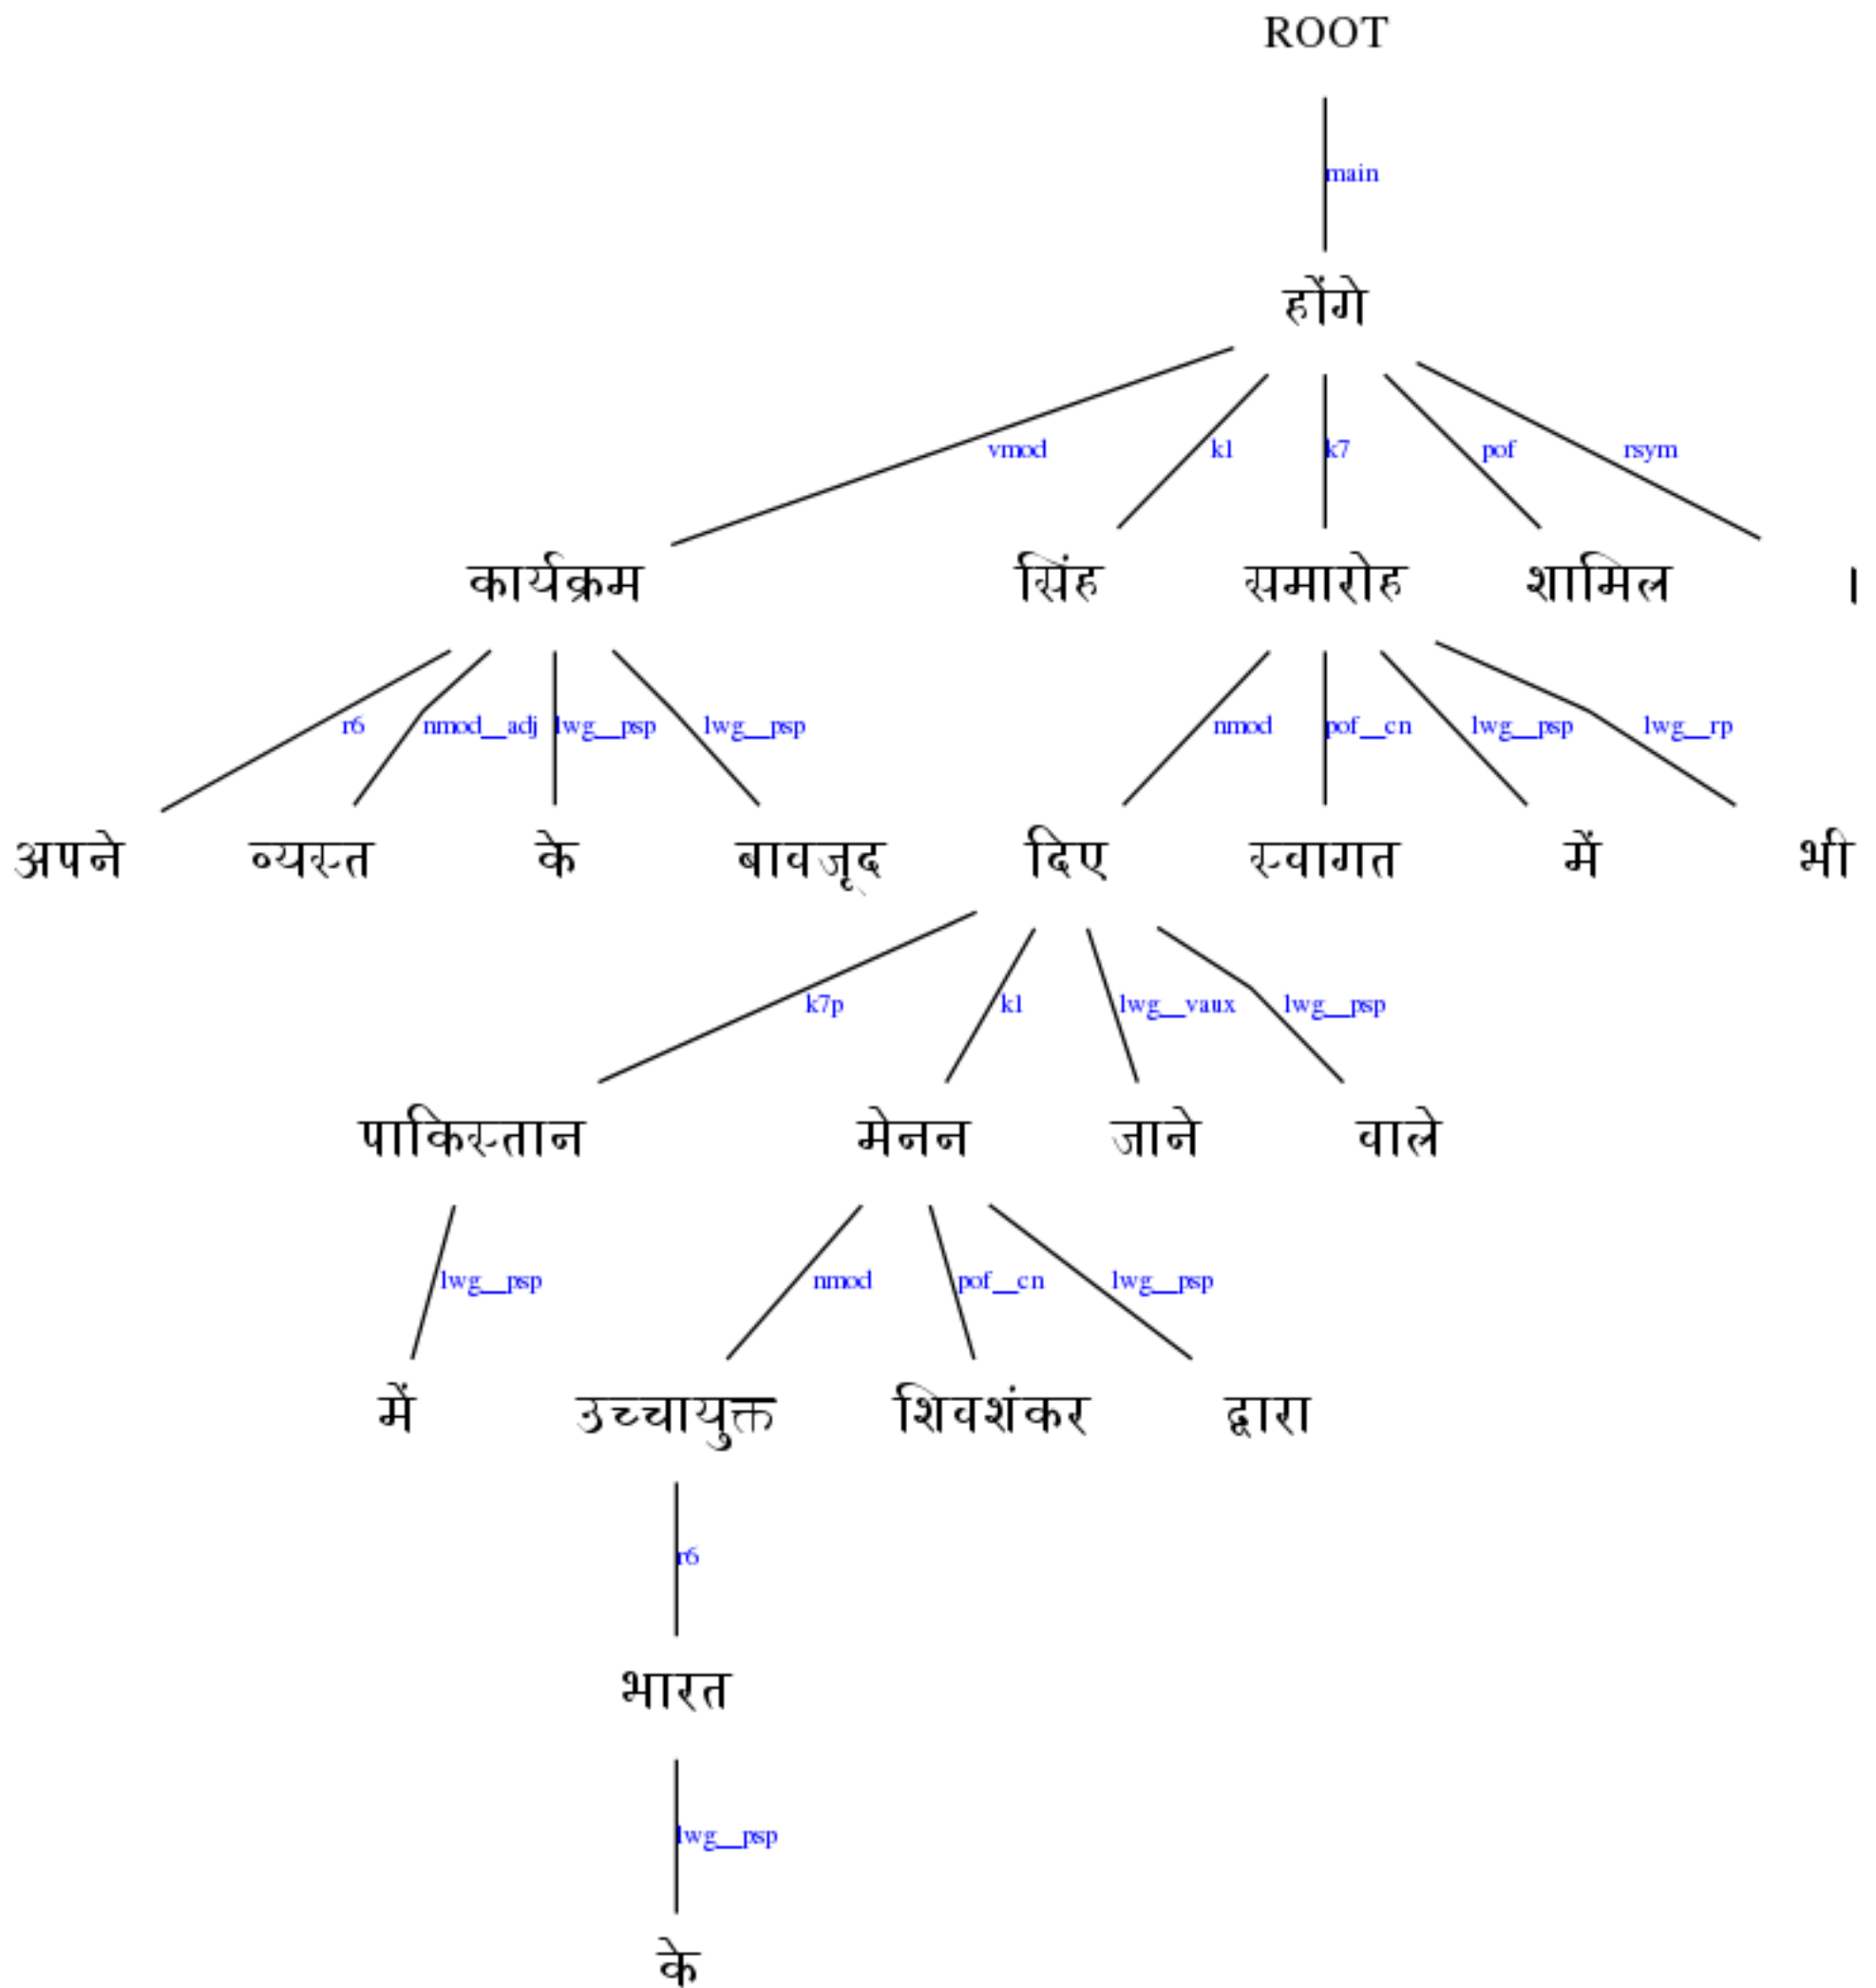 ROOT
main
होंगे
vmod k1 k7 pof rsym
कार्यक्रम सिंह समारोह शामिल ।
r6 nmod__adj lwg__psp lwg__psp nmod pof__cn lwg__psp lwg__rp
अपने व्यस्त के बावजूद दिए स्वागत में भी
k7p k1 lwg__vaux lwg__psp
पाकिस्तान मेनन जाने वाले
lwg__psp nmod pof__cn lwg__psp
में उच्चायुक्त शिवशंकर द्वारा
r6
भारत
lwg__psp
के